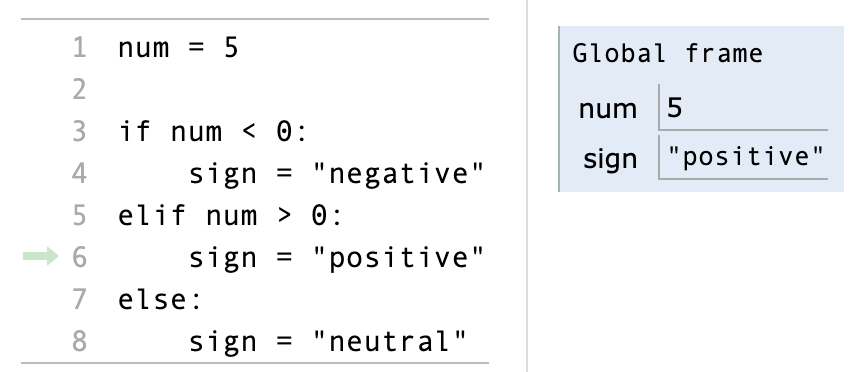 1 num = 5
2
3 if num < 0:
4     sign = "negative"
5 elif num > 0:
6     sign = "positive"
7 else:
8     sign = "neutral"
Global frame
num 5
sign "positive"